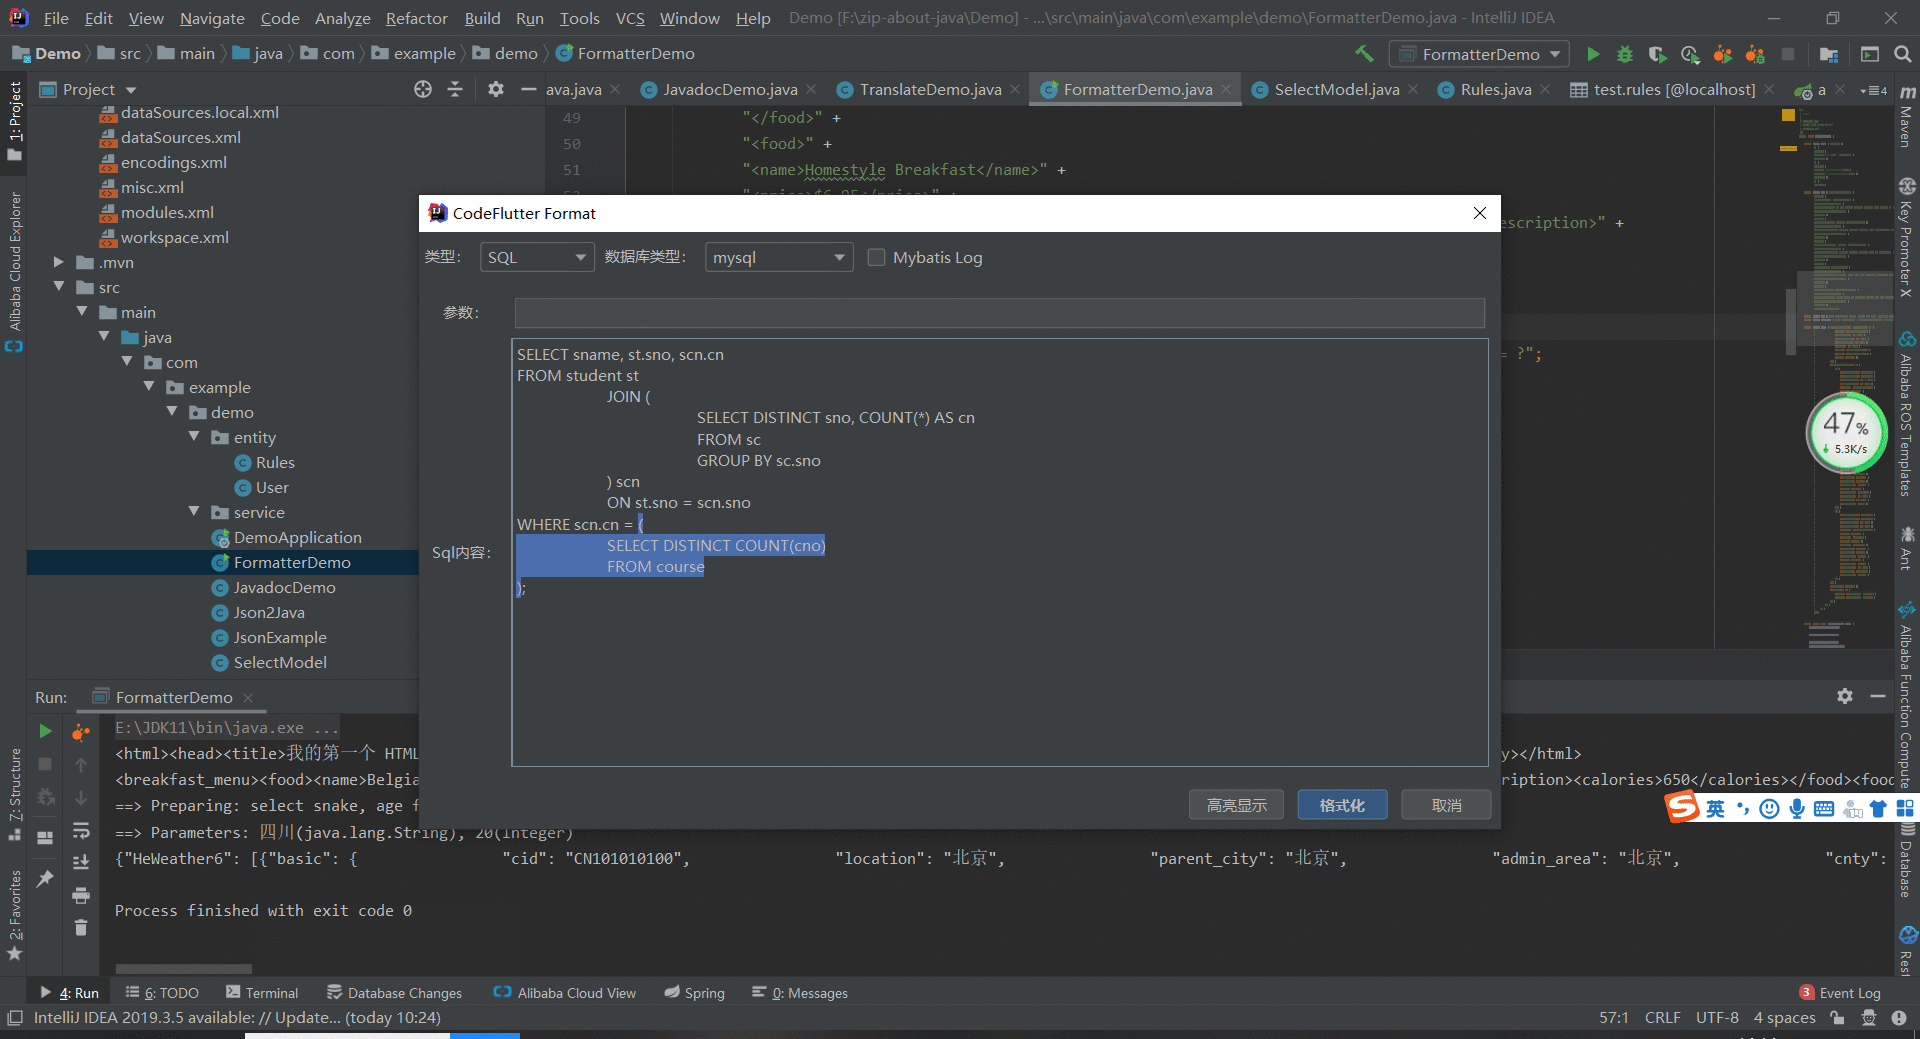 File Edit View Navigate Code Analyze Refactor Build Run Tools VCS Window Help Demo [F:\zip-about-java\Demo] - ...\src\main\java\com\example\demo\FormatterDemo.java - IntelliJ IDEA
Demo src main java com example demo FormatterDemo
FormatterDemo
Project
ava.java JavadocDemo.java TranslateDemo.java FormatterDemo.java SelectModel.java Rules.java test.rules [@localhost] a 4
1: Project
Alibaba Cloud Explorer
7: Structure
2: Favorites
dataSources.local.xml
dataSources.xml
encodings.xml
misc.xml
modules.xml
workspace.xml
.mvn
src
main
java
com
example
demo
entity
Rules
User
service
DemoApplication
FormatterDemo
JavadocDemo
Json2Java
JsonExample
SelectModel
49 "</food>" +
50 "<food>" +
51 "<name>Homestyle Breakfast</name>" +
escription>" +
= ?";
CodeFlutter Format
类型: SQL 数据库类型: mysql Mybatis Log
参数:
Sql内容:
SELECT sname, st.sno, scn.cn
FROM student st
JOIN (
SELECT DISTINCT sno, COUNT(*) AS cn
FROM sc
GROUP BY sc.sno
) scn
ON st.sno = scn.sno
WHERE scn.cn = (
SELECT DISTINCT COUNT(cno)
FROM course
);
高亮显示 格式化 取消
47%
5.3K/s
Maven
Key Promoter X
Alibaba ROS Templates
Ant
Alibaba Function Compute
Database
Rest
英
Run: FormatterDemo
E:\JDK11\bin\java.exe ...
<html><head><title>我的第一个 HTML
y></html>
<breakfast_menu><food><name>Belgia
ription><calories>650</calories></food><food
==> Preparing: select snake, age f
==> Parameters: 四川(java.lang.String), 20(Integer)
{"HeWeather6": [{"basic": { "cid": "CN101010100", "location": "北京", "parent_city": "北京", "admin_area": "北京", "cnty":
Process finished with exit code 0
4: Run 6: TODO Terminal Database Changes Alibaba Cloud View Spring 0: Messages 3 Event Log
IntelliJ IDEA 2019.3.5 available: // Update... (today 10:24) 57:1 CRLF UTF-8 4 spaces